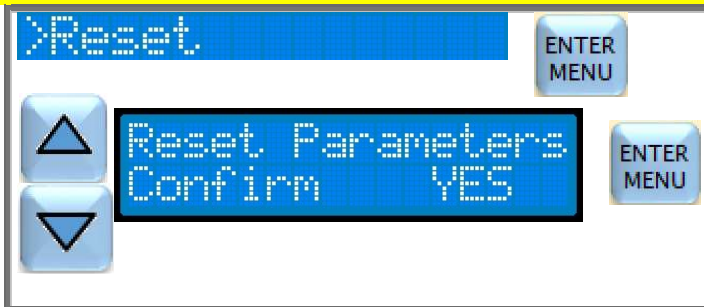 >Reset
ENTER
MENU
Reset Parameters
Confirm YES
ENTER
MENU